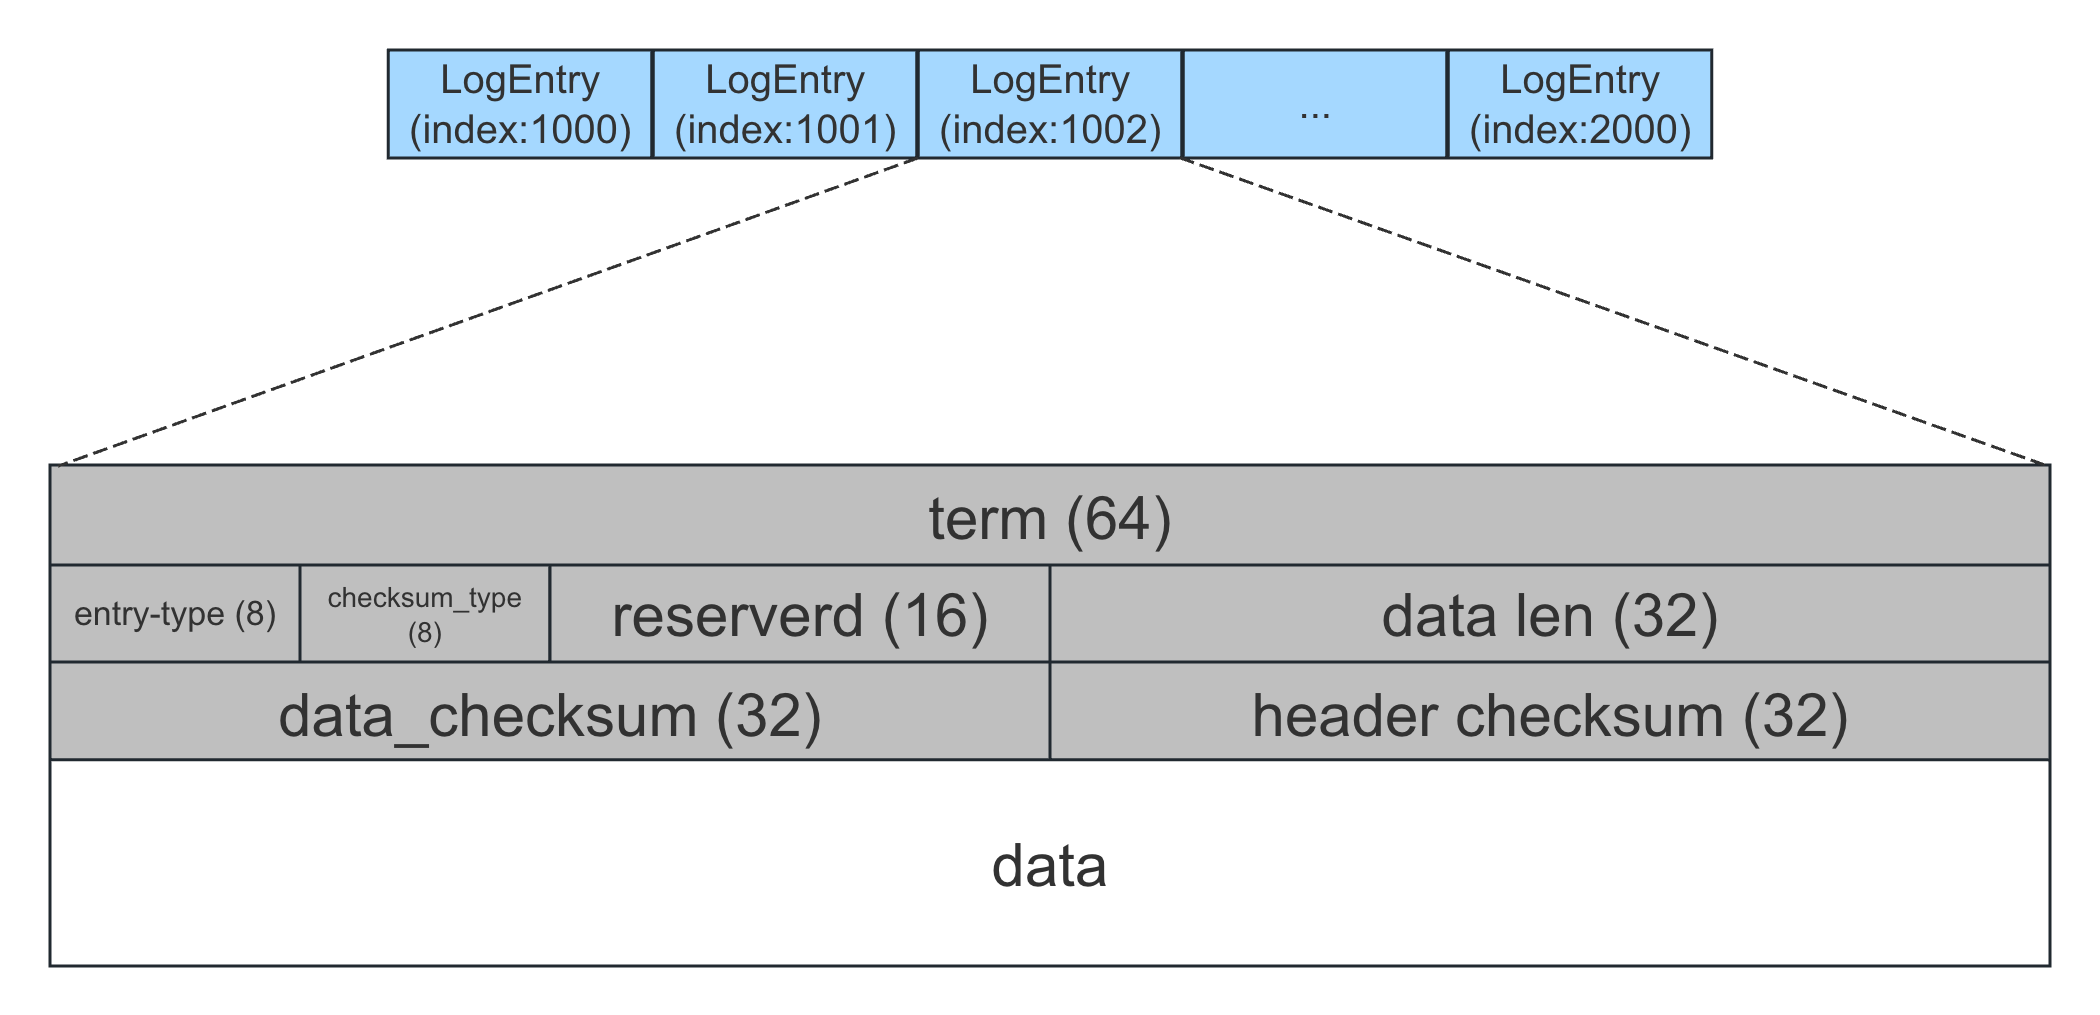 LogEntry
(index:1000)
LogEntry
(index:1001)
LogEntry
(index:1002)
...
LogEntry
(index:2000)
term (64)
entry-type (8)
checksum_type
(8)
reserverd (16)
data len (32)
data_checksum (32)
header checksum (32)
data